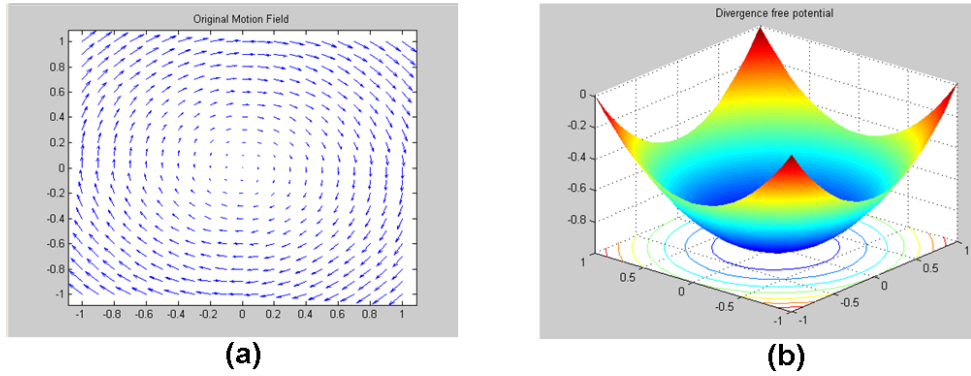 Original Motion Field
1
0.8
0.6
0.4
0.2
0
-0.2
-0.4
-0.6
-0.8
-1
-1 -0.8 -0.6 -0.4 -0.2 0 0.2 0.4 0.6 0.8 1
(a)
Divergence free potential
0
-0.2
-0.4
-0.6
-0.8
1 0.5 0 -0.5 -1
-1 -0.5 0 0.5 1
(b)